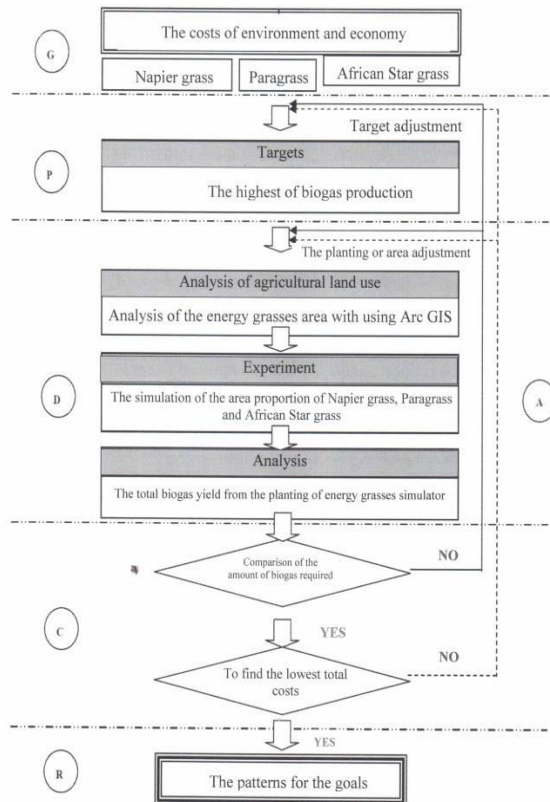 G
The costs of environment and economy
Napier grass
Paragrass
African Star grass
Target adjustment
P
Targets
The highest of biogas production
The planting or area adjustment
Analysis of agricultural land use
Analysis of the energy grasses area with using Arc GIS
Experiment
D
A
The simulation of the area proportion of Napier grass, Paragrass
and African Star grass
Analysis
The total biogas yield from the planting of energy grasses simulator
Comparison of the
amount of biogas required
NO
C
YES
NO
To find the lowest total
costs
YES
R
The patterns for the goals